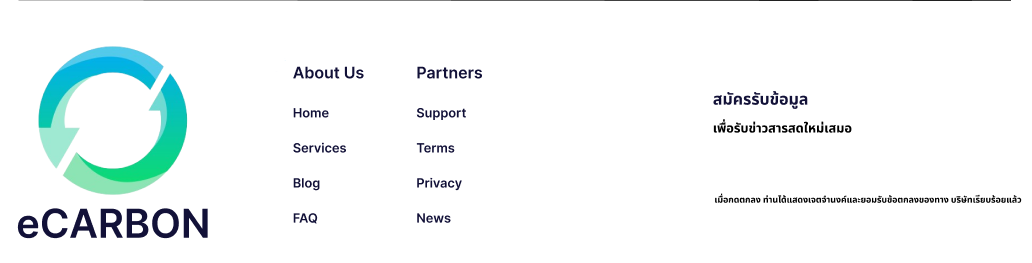 eCARBON
About Us
Home
Services
Blog
FAQ
Partners
Support
Terms
Privacy
News
สมัครรับข้อมูล
เพื่อรับข่าวสารสดใหม่เสมอ
เมื่อกดตกลง ท่านได้แสดงเจตจำนงค์และยอมรับข้อตกลงของทาง บริษัทเรียบร้อยแล้ว